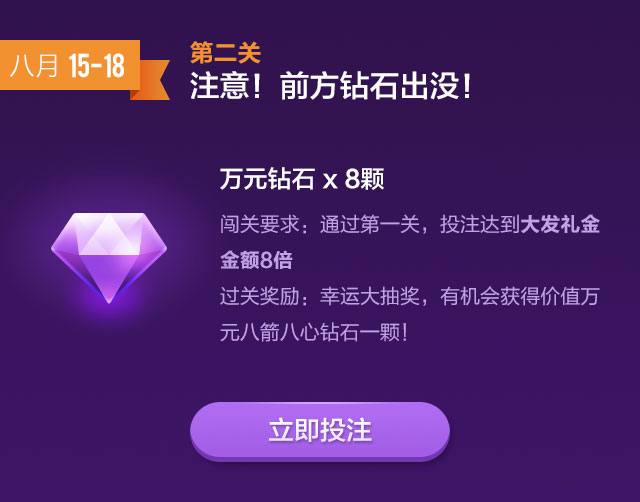 八月 15-18
第二关
注意！前方钻石出没！
万元钻石 x 8颗
闯关要求：通过第一关，投注达到大发礼金
金额8倍
过关奖励：幸运大抽奖，有机会获得价值万
元八箭八心钻石一颗！
立即投注